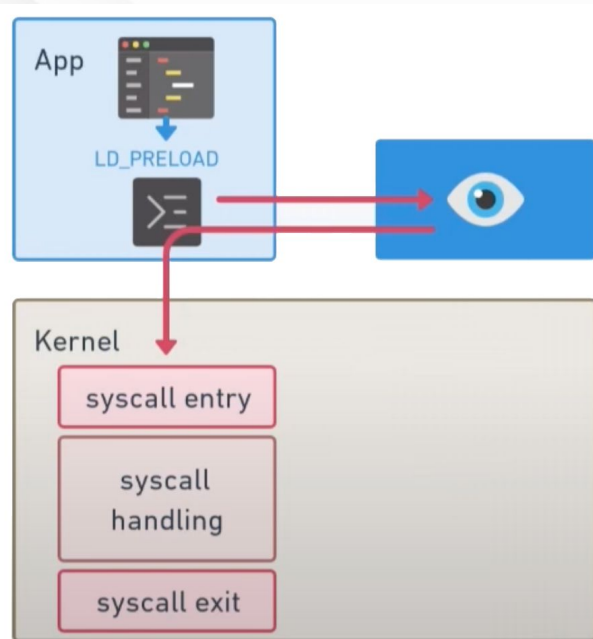 App
LD_PRELOAD
Kernel
syscall entry
syscall
handling
syscall exit